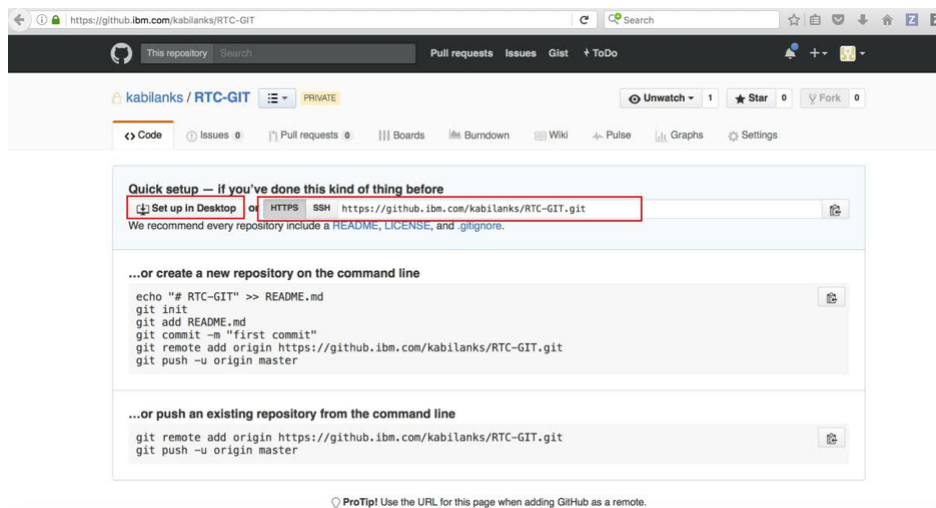 https://github.ibm.com/kabilanks/RTC-GIT
Search
This repository Search Pull requests Issues Gist + ToDo
kabilanks / RTC-GIT PRIVATE Unwatch 1 Star 0 Fork 0
Code Issues 0 Pull requests 0 Boards Burndown Wiki Pulse Graphs Settings
Quick setup — if you've done this kind of thing before
Set up in Desktop or HTTPS SSH https://github.ibm.com/kabilanks/RTC-GIT.git
We recommend every repository include a README, LICENSE, and .gitignore.
…or create a new repository on the command line
echo "# RTC-GIT" >> README.md
git init
git add README.md
git commit -m "first commit"
git remote add origin https://github.ibm.com/kabilanks/RTC-GIT.git
git push -u origin master
…or push an existing repository from the command line
git remote add origin https://github.ibm.com/kabilanks/RTC-GIT.git
git push -u origin master
ProTip! Use the URL for this page when adding GitHub as a remote.